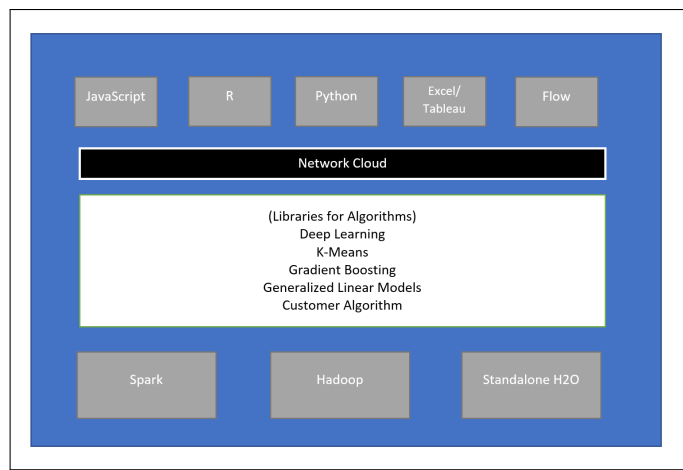 JavaScript
R
Python
Excel/
Tableau
Flow
Network Cloud
(Libraries for Algorithms)
Deep Learning
K-Means
Gradient Boosting
Generalized Linear Models
Customer Algorithm
Spark
Hadoop
Standalone H2O